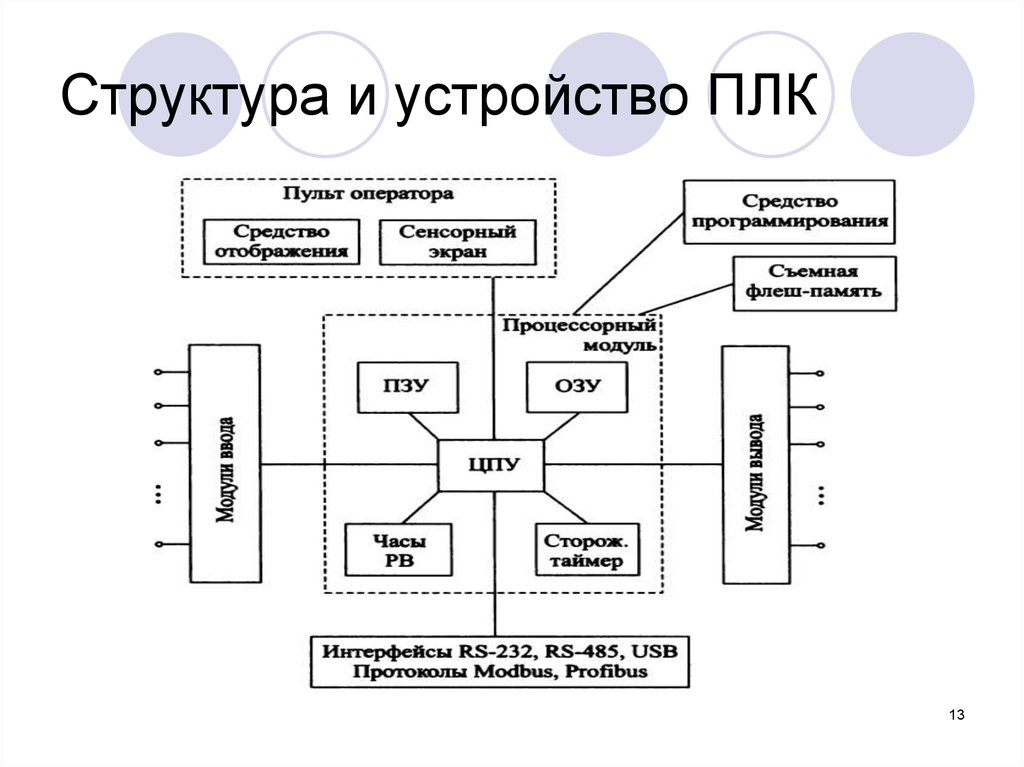 Структура и устройство ПЛК
Пульт оператора
Средство
отображения
Сенсорный
экран
Средство
программирования
Съемная
флеш-память
Процессорный
модуль
ПЗУ
ОЗУ
ЦПУ
Часы
РВ
Сторож.
таймер
Модули ввода
Модули вывода
Интерфейсы RS-232, RS-485, USB
Протоколы Modbus, Profibus
13